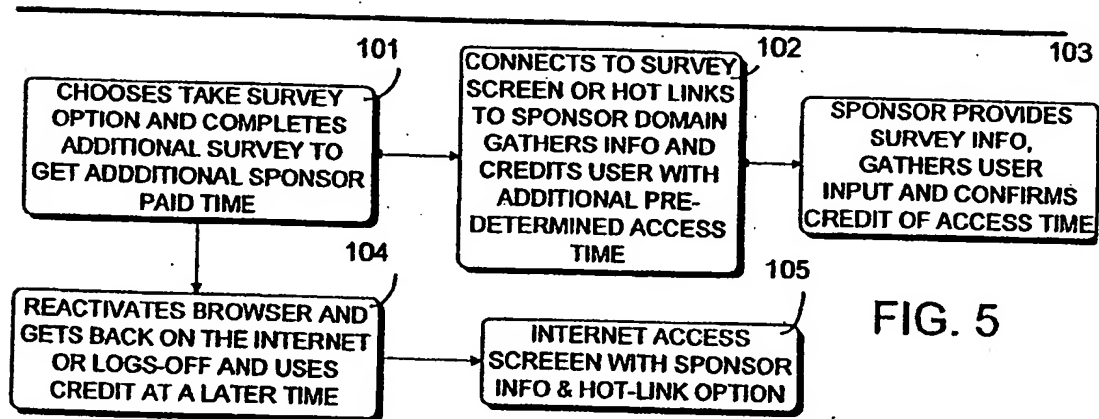 101
CHOOSES TAKE SURVEY
OPTION AND COMPLETES
ADDITIONAL SURVEY TO
GET ADDDITIONAL SPONSOR
PAID TIME
102
CONNECTS TO SURVEY
SCREEN OR HOT LINKS
TO SPONSOR DOMAIN
GATHERS INFO AND
CREDITS USER WITH
ADDITIONAL PRE-
DETERMINED ACCESS
TIME
103
SPONSOR PROVIDES
SURVEY INFO,
GATHERS USER
INPUT AND CONFIRMS
CREDIT OF ACCESS TIME
104
REACTIVATES BROWSER AND
GETS BACK ON THE INTERNET
OR LOGS-OFF AND USES
CREDIT AT A LATER TIME
105
INTERNET ACCESS
SCREEEN WITH SPONSOR
INFO & HOT-LINK OPTION
FIG. 5